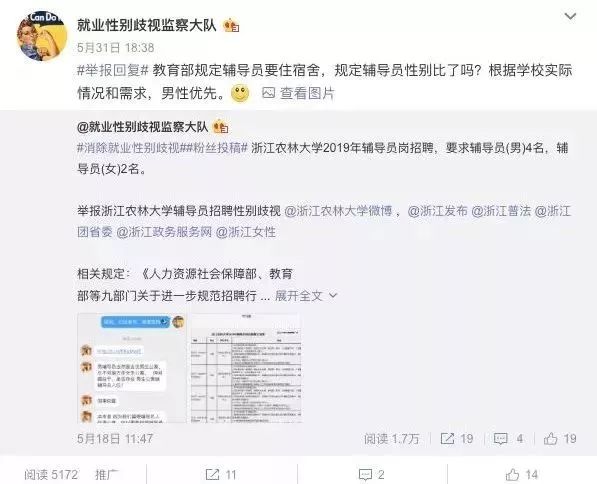 Can Do
就业性别歧视监察大队
5月31日 18:38
#举报回复# 教育部规定辅导员要住宿舍，规定辅导员性别比了吗？根据学校实际
情况和需求，男性优先。 查看图片
@就业性别歧视监察大队
#消除就业性别歧视##粉丝投稿# 浙江农林大学2019年辅导员岗招聘，要求辅导员(男)4名，辅
导员(女)2名。
举报浙江农林大学辅导员招聘性别歧视 @浙江农林大学微博 ，@浙江发布 @浙江普法 @浙江
团省委 @浙江政务服务网 @浙江女性
相关规定：《人力资源社会保障部、教育
部等九部门关于进一步规范招聘行 ... 展开全文
5月18日 11:47
阅读 1.7万 19 4 19
阅读 5172 推广 11 2 14